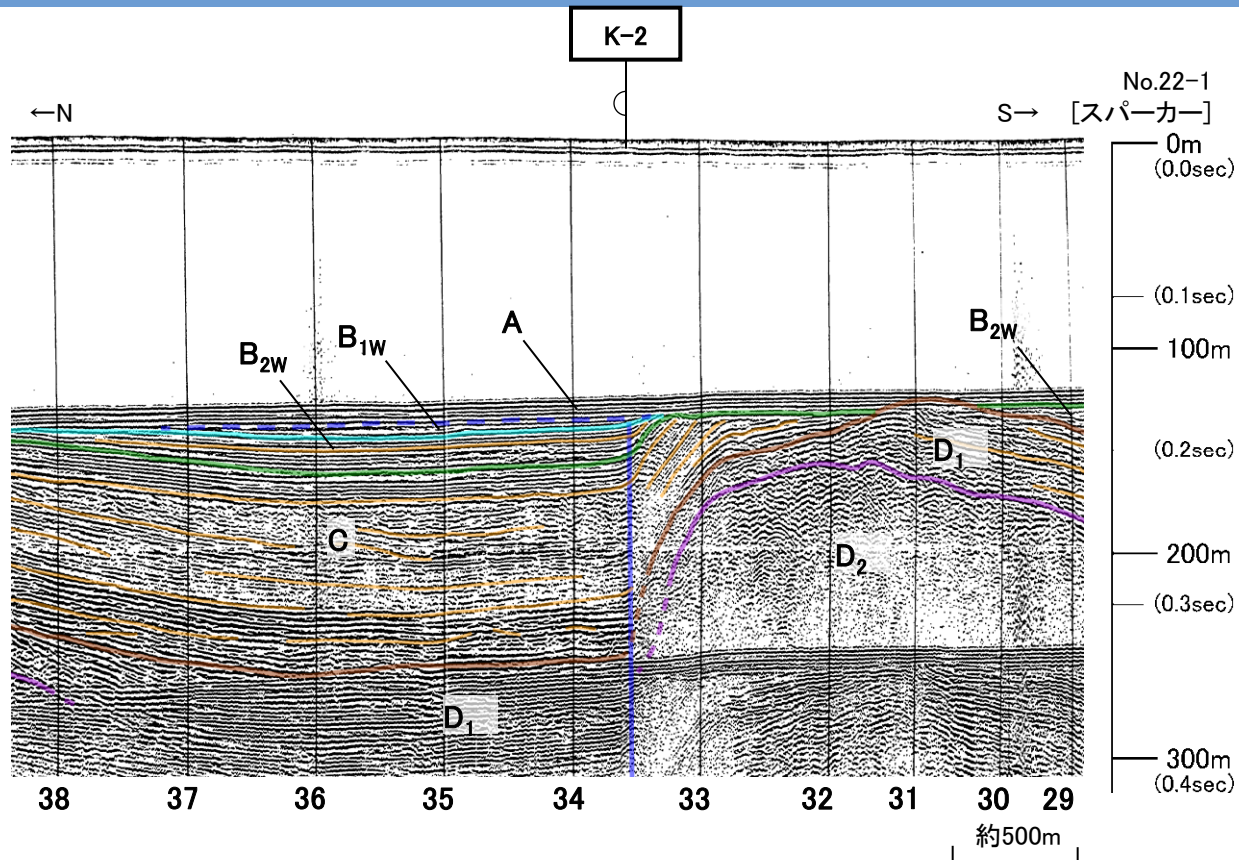 K-2
No.22-1
←N
S→ [スパーカー]
0m
(0.0sec)
(0.1sec)
A
B2W
B1W
B2W
100m
D1
(0.2sec)
C
D2
200m
(0.3sec)
D1
300m
(0.4sec)
38 37 36 35 34 33 32 31 30 29
約500m